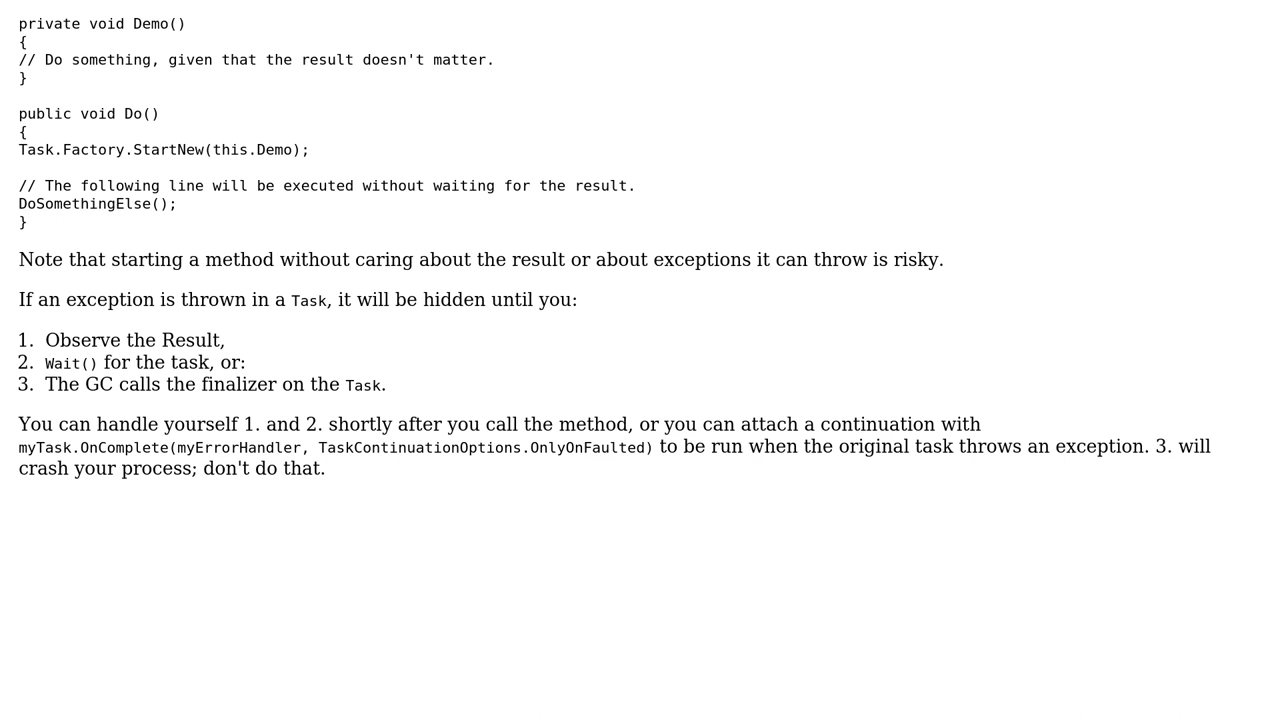 private void Demo()
{
// Do something, given that the result doesn't matter.
}
public void Do()
{
Task.Factory.StartNew(this.Demo);
// The following line will be executed without waiting for the result.
DoSomethingElse();
}
Note that starting a method without caring about the result or about exceptions it can throw is risky.
If an exception is thrown in a Task, it will be hidden until you:
1. Observe the Result,
2. Wait() for the task, or:
3. The GC calls the finalizer on the Task.
You can handle yourself 1. and 2. shortly after you call the method, or you can attach a continuation with
myTask.OnComplete(myErrorHandler, TaskContinuationOptions.OnlyOnFaulted) to be run when the original task throws an exception. 3. will
crash your process; don't do that.